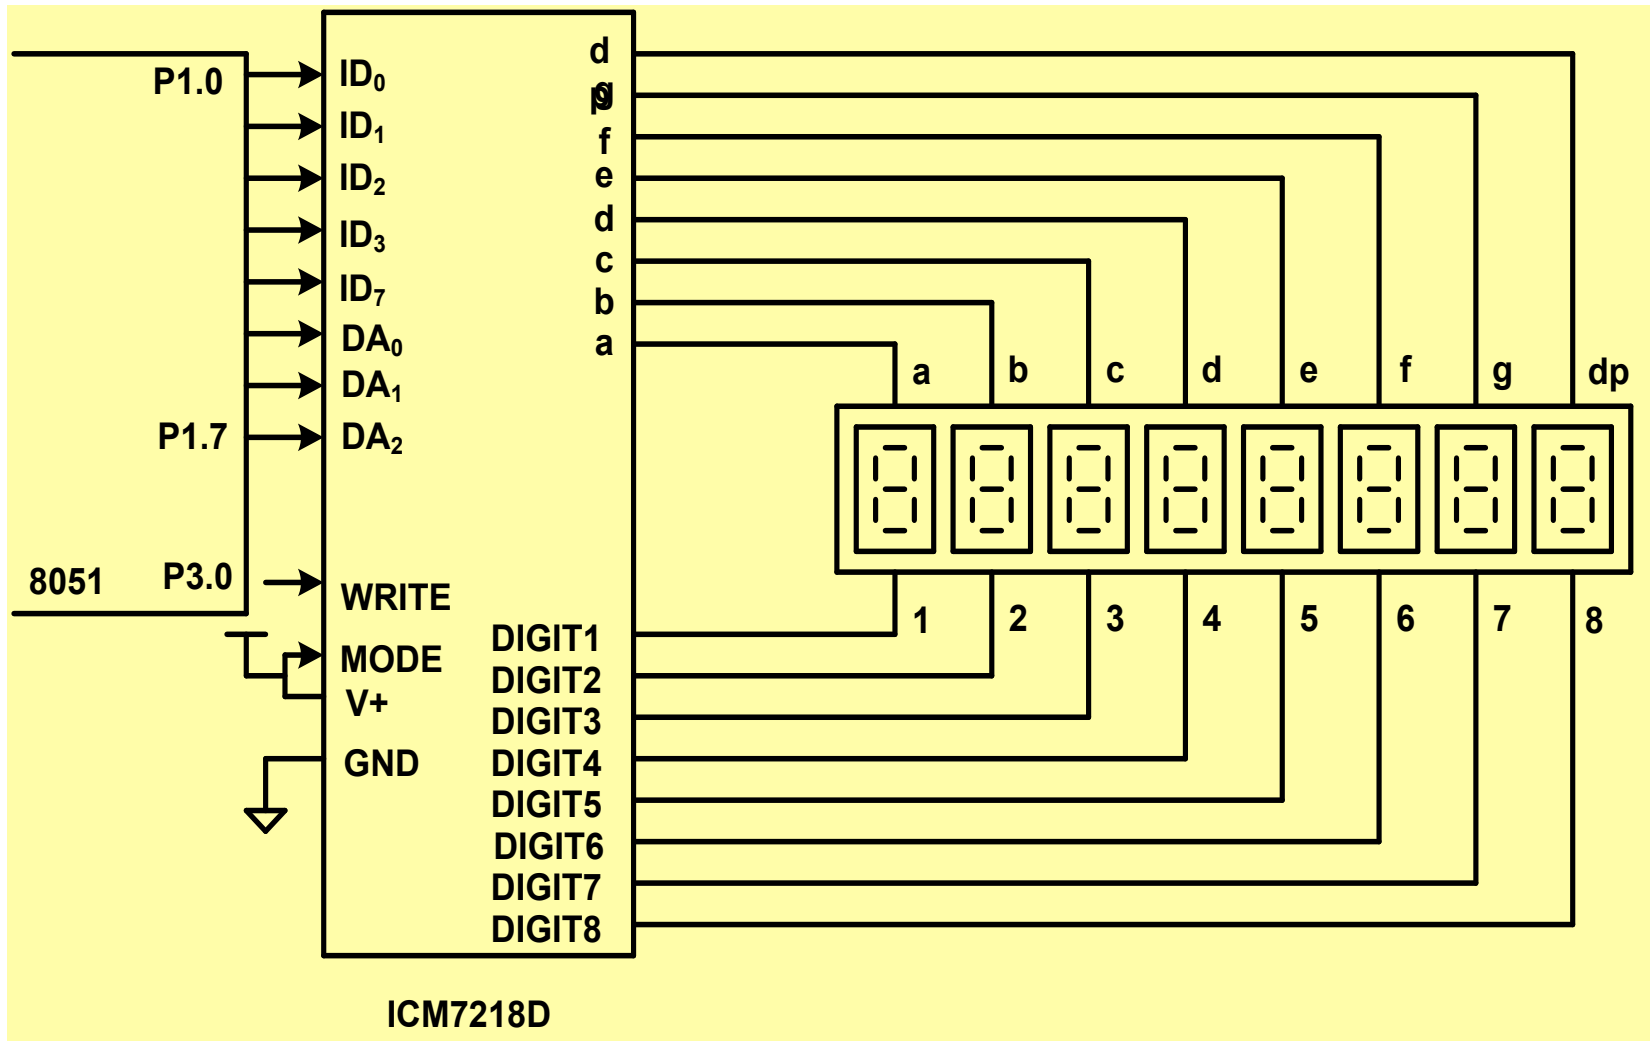 P1.0
P1.7
8051
P3.0
ID0
ID1
ID2
ID3
ID7
DA0
DA1
DA2
WRITE
MODE
V+
GND
d
p
g
f
e
d
c
b
a
DIGIT1
DIGIT2
DIGIT3
DIGIT4
DIGIT5
DIGIT6
DIGIT7
DIGIT8
a b c d e f g dp
1 2 3 4 5 6 7 8
ICM7218D